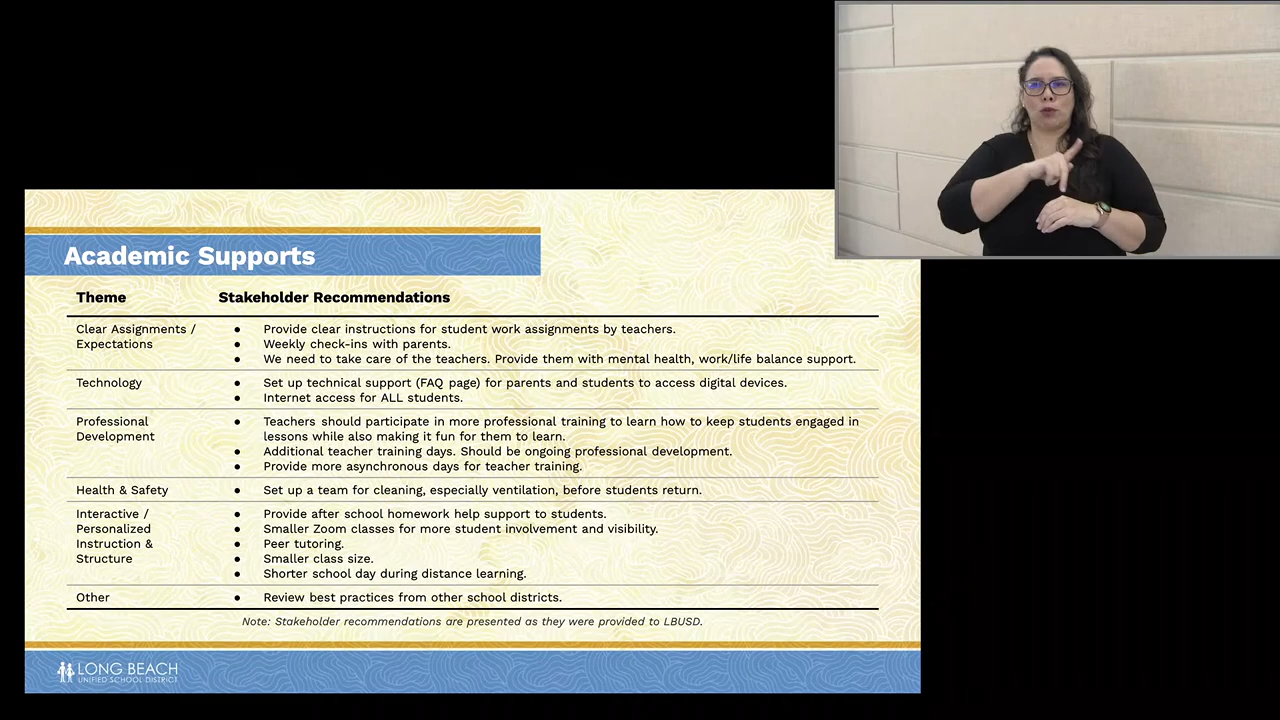 Academic Supports
Theme Stakeholder Recommendations
Clear Assignments /
Expectations
● Provide clear instructions for student work assignments by teachers.
● Weekly check-ins with parents.
● We need to take care of the teachers. Provide them with mental health, work/life balance support.
Technology
● Set up technical support (FAQ page) for parents and students to access digital devices.
● Internet access for ALL students.
Professional
Development
● Teachers should participate in more professional training to learn how to keep students engaged in
lessons while also making it fun for them to learn.
● Additional teacher training days. Should be ongoing professional development.
● Provide more asynchronous days for teacher training.
Health & Safety
● Set up a team for cleaning, especially ventilation, before students return.
Interactive /
Personalized
Instruction &
Structure
● Provide after school homework help support to students.
● Smaller Zoom classes for more student involvement and visibility.
● Peer tutoring.
● Smaller class size.
● Shorter school day during distance learning.
Other
● Review best practices from other school districts.
Note: Stakeholder recommendations are presented as they were provided to LBUSD.
LONG BEACH
UNIFIED SCHOOL DISTRICT